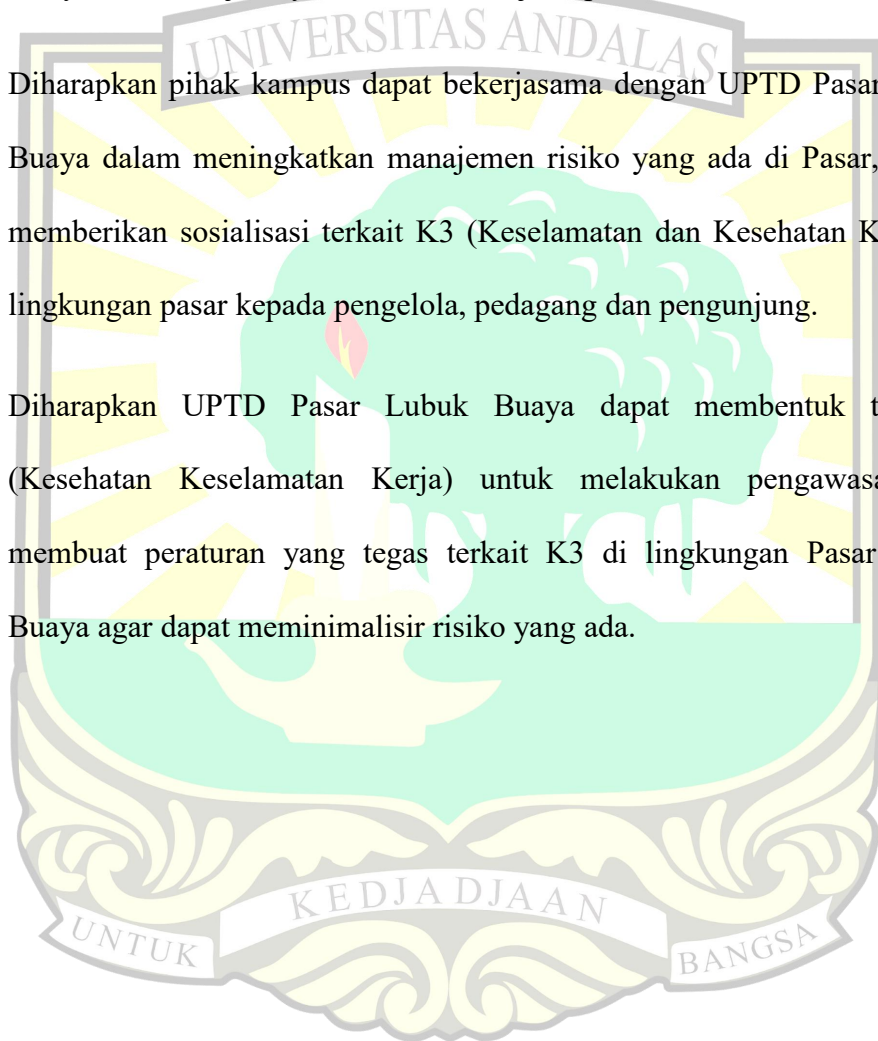 UNIVERSITAS ANDALAS
Diharapkan pihak kampus dapat bekerjasama dengan UPTD Pasar
Buaya dalam meningkatkan manajemen risiko yang ada di Pasar,
memberikan sosialisasi terkait K3 (Keselamatan dan Kesehatan K
lingkungan pasar kepada pengelola, pedagang dan pengunjung.
Diharapkan UPTD Pasar Lubuk Buaya dapat membentuk t
(Kesehatan Keselamatan Kerja) untuk melakukan pengawasa
membuat peraturan yang tegas terkait K3 di lingkungan Pasar
Buaya agar dapat meminimalisir risiko yang ada.
UNTUK KEDJADJAAN BANGSA